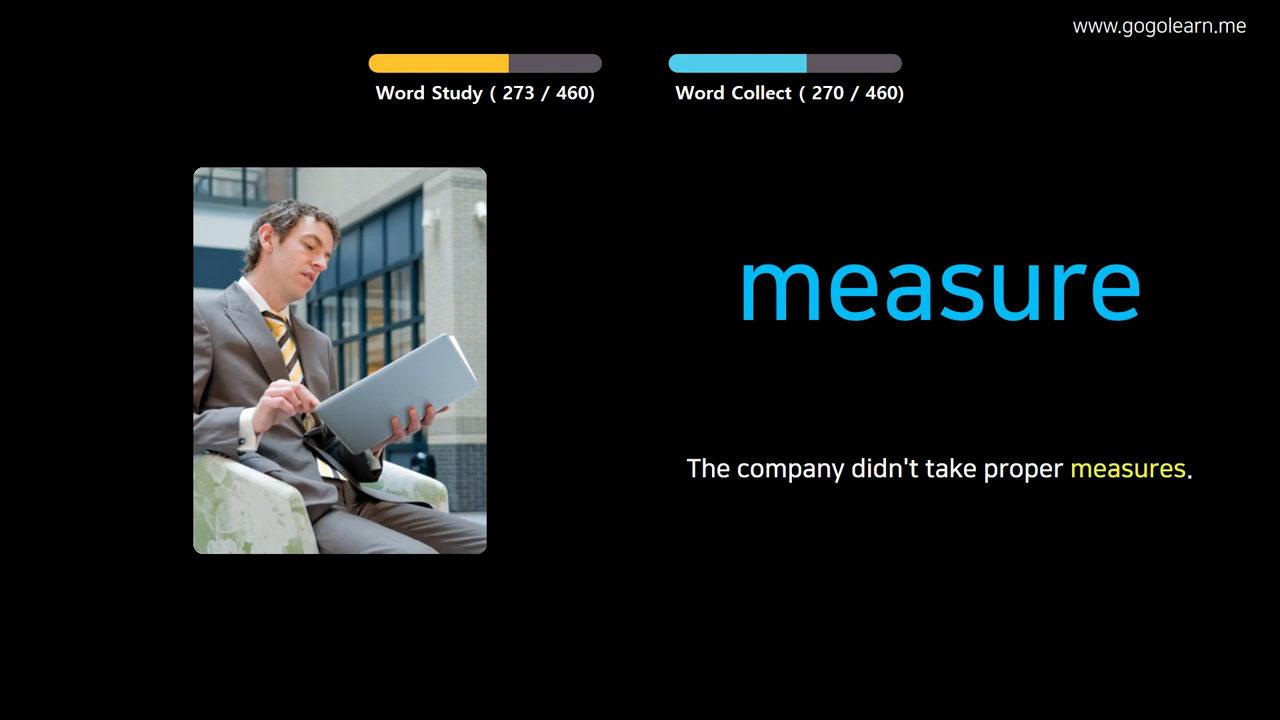 www.gogolearn.me
Word Study ( 273 / 460)
Word Collect ( 270 / 460)
measure
The company didn't take proper measures.